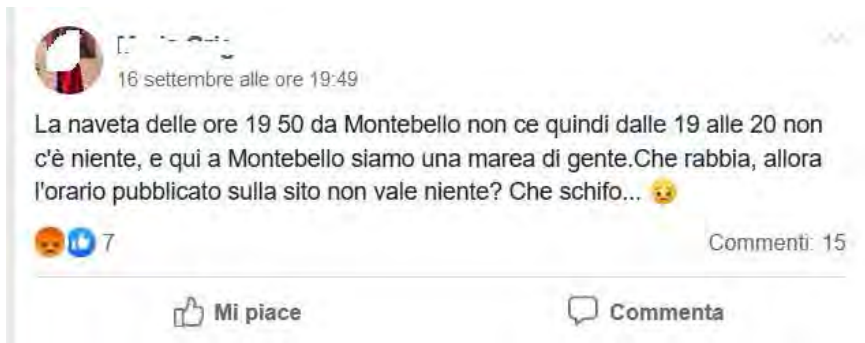 16 settembre alle ore 19:49
La naveta delle ore 19 50 da Montebello non ce quindi dalle 19 alle 20 non
c'è niente, e qui a Montebello siamo una marea di gente.Che rabbia, allora
l'orario pubblicato sulla sito non vale niente? Che schifo...
7 Commenti: 15
Mi piace Commenta